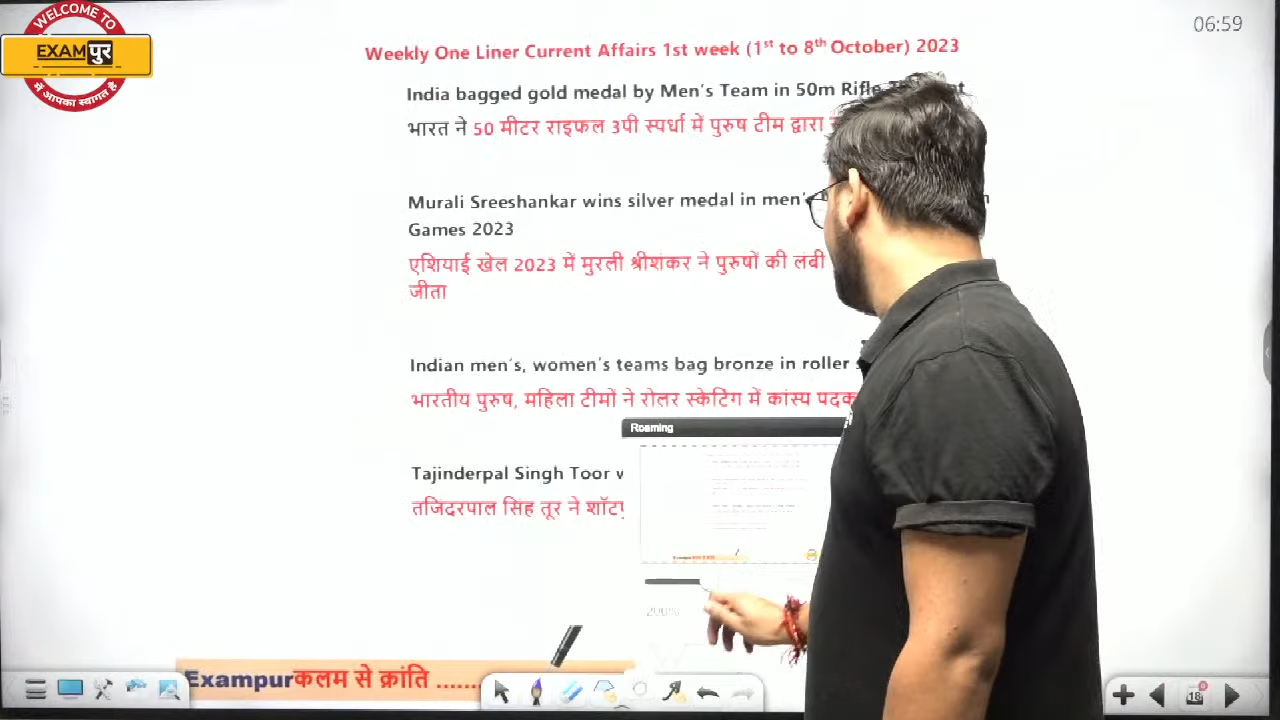 WELCOME TO
EXAMपुर
में आपका स्वागत है
06:59
Weekly One Liner Current Affairs 1st week (1st to 8th October) 2023
India bagged gold medal by Men's Team in 50m Rifle
भारत ने 50 मीटर राइफल 3पी स्पर्धा में पुरुष टीम द्वारा
Murali Sreeshankar wins silver medal in men's
Games 2023
एशियाई खेल 2023 में मुरली श्रीशंकर ने पुरुषों की लंबी
जीता
Indian men's, women's teams bag bronze in roller
भारतीय पुरुष, महिला टीमों ने रोलर स्केटिंग में कांस्य पदक
Roaming
Tajinderpal Singh Toor
तजिंदरपाल सिंह तूर ने
200%
Exampurकलम से क्रांति .......
18